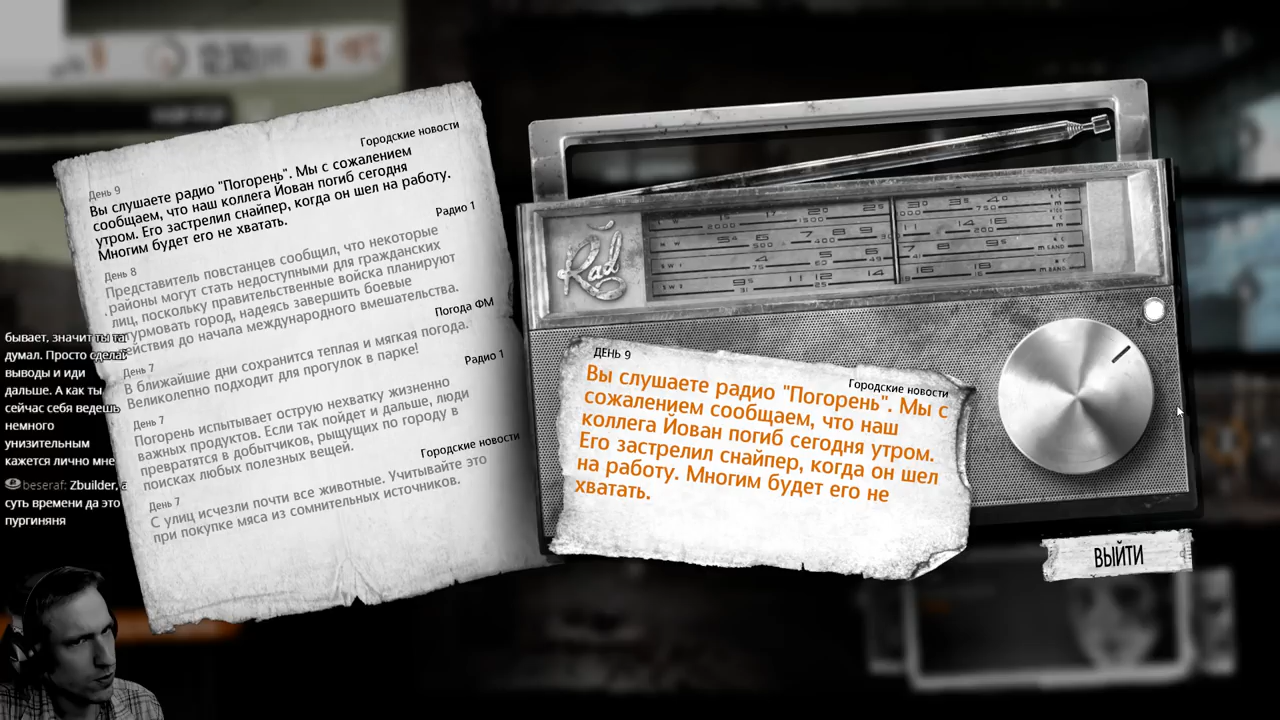 12:30
Городские новости
День 9
Вы слушаете радио "Погорень". Мы с сожалением
сообщаем, что наш коллега Йован погиб сегодня
утром. Его застрелил снайпер, когда он шел на работу.
Многим будет его не хватать.
Радио 1
День 8
Представитель повстанцев сообщил, что некоторые
районы могут стать недоступными для гражданских
лиц, поскольку правительственные войска планируют
штурмовать город, надеясь завершить боевые
действия до начала международного вмешательства.
Погода ФМ
День 7
В ближайшие дни сохранится теплая и мягкая погода.
Великолепно подходит для прогулок в парке!
Радио 1
День 7
Погорень испытывает острую нехватку жизненно
важных продуктов. Если так пойдет и дальше, люди
превратятся в добытчиков, рыщущих по городу в
поисках любых полезных вещей.
Городские новости
День 7
С улиц исчезли почти все животные. Учитывайте это
при покупке мяса из сомнительных источников.
бывает, значит ты так
думал. Просто сделай
выводы и иди
дальше. А как ты
сейчас себя ведешь
немного
унизительным
кажется лично мне
beseraf: Zbuilder, а
суть времени да это
пургиняня
Rad
ДЕНЬ 9
Городские новости
Вы слушаете радио "Погорень". Мы с
сожалением сообщаем, что наш
коллега Йован погиб сегодня утром.
Его застрелил снайпер, когда он шел
на работу. Многим будет его не
хватать.
ВЫЙТИ